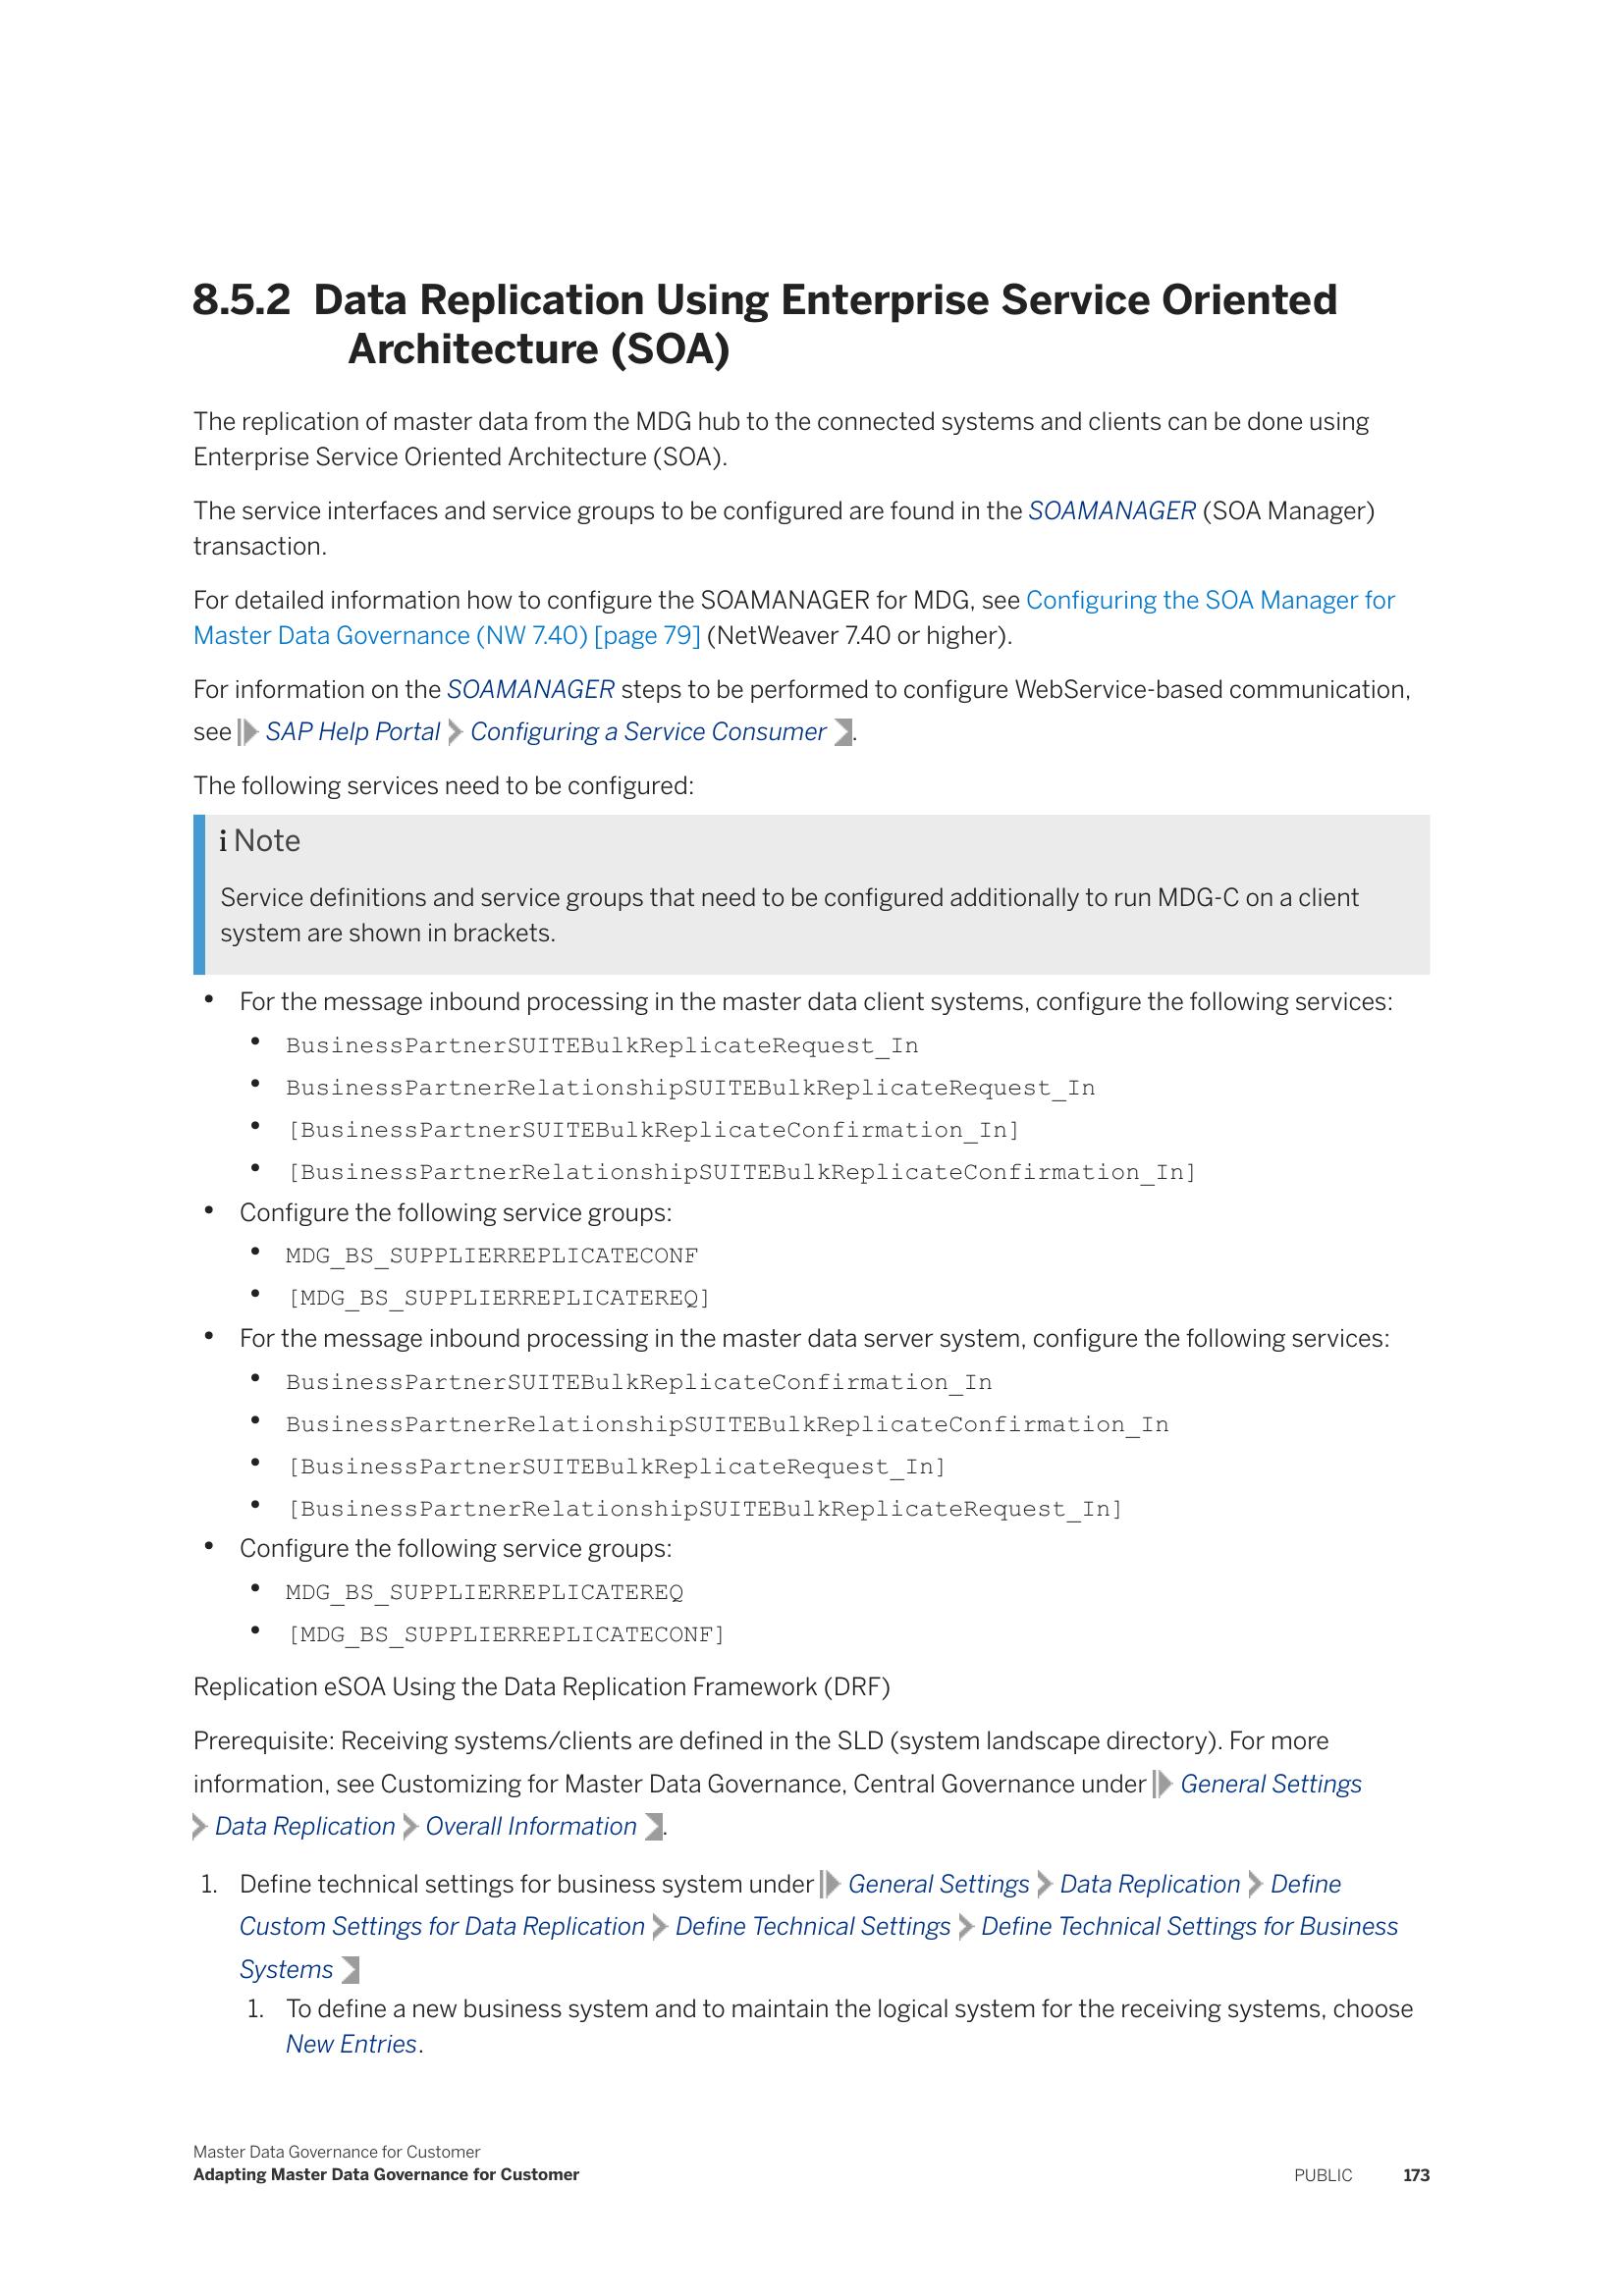 8.5.2 Data Replication Using Enterprise Service Oriented
Architecture (SOA)
The replication of master data from the MDG hub to the connected systems and clients can be done using
Enterprise Service Oriented Architecture (SOA).
The service interfaces and service groups to be configured are found in the SOAMANAGER (SOA Manager)
transaction.
For detailed information how to configure the SOAMANAGER for MDG, see Configuring the SOA Manager for
Master Data Governance (NW 7.40) [page 79] (NetWeaver 7.40 or higher).
For information on the SOAMANAGER steps to be performed to configure WebService-based communication,
see SAP Help Portal Configuring a Service Consumer .
The following services need to be configured:
i Note
Service definitions and service groups that need to be configured additionally to run MDG-C on a client
system are shown in brackets.
• For the message inbound processing in the master data client systems, configure the following services:
• BusinessPartnerSUITEBulkReplicateRequest_In
• BusinessPartnerRelationshipSUITEBulkReplicateRequest_In
• [BusinessPartnerSUITEBulkReplicateConfirmation_In]
• [BusinessPartnerRelationshipSUITEBulkReplicateConfirmation_In]
• Configure the following service groups:
• MDG_BS_SUPPLIERREPLICATECONF
• [MDG_BS_SUPPLIERREPLICATEREQ]
• For the message inbound processing in the master data server system, configure the following services:
• BusinessPartnerSUITEBulkReplicateConfirmation_In
• BusinessPartnerRelationshipSUITEBulkReplicateConfirmation_In
• [BusinessPartnerSUITEBulkReplicateRequest_In]
• [BusinessPartnerRelationshipSUITEBulkReplicateRequest_In]
• Configure the following service groups:
• MDG_BS_SUPPLIERREPLICATEREQ
• [MDG_BS_SUPPLIERREPLICATECONF]
Replication eSOA Using the Data Replication Framework (DRF)
Prerequisite: Receiving systems/clients are defined in the SLD (system landscape directory). For more
information, see Customizing for Master Data Governance, Central Governance under General Settings
Data Replication Overall Information .
1. Define technical settings for business system under General Settings Data Replication Define
Custom Settings for Data Replication Define Technical Settings Define Technical Settings for Business
Systems
1. To define a new business system and to maintain the logical system for the receiving systems, choose
New Entries.
Master Data Governance for Customer
Adapting Master Data Governance for Customer
PUBLIC 173